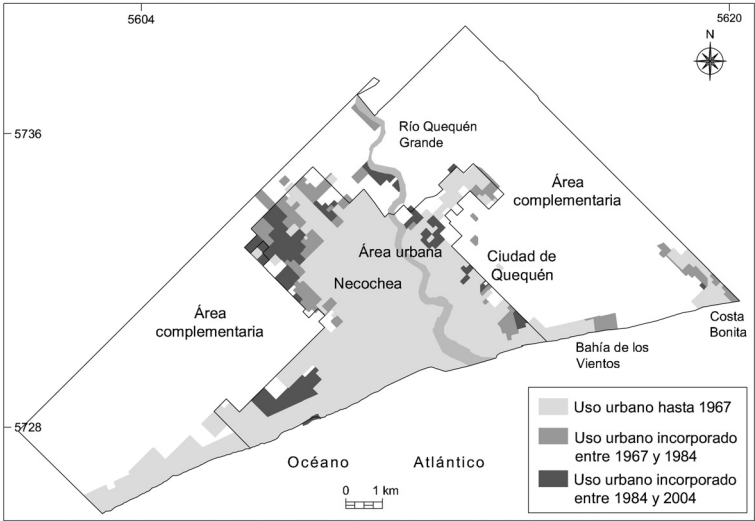 5604
5620
N
5736
Río Quequén
Grande
Área
complementaria
Área urbana
Ciudad de
Quequén
Necochea
Área
complementaria
Costa
Bonita
Bahía de los
Vientos
5728
Océano Atlántico
0 1 km
Uso urbano hasta 1967
Uso urbano incorporado
entre 1967 y 1984
Uso urbano incorporado
entre 1984 y 2004